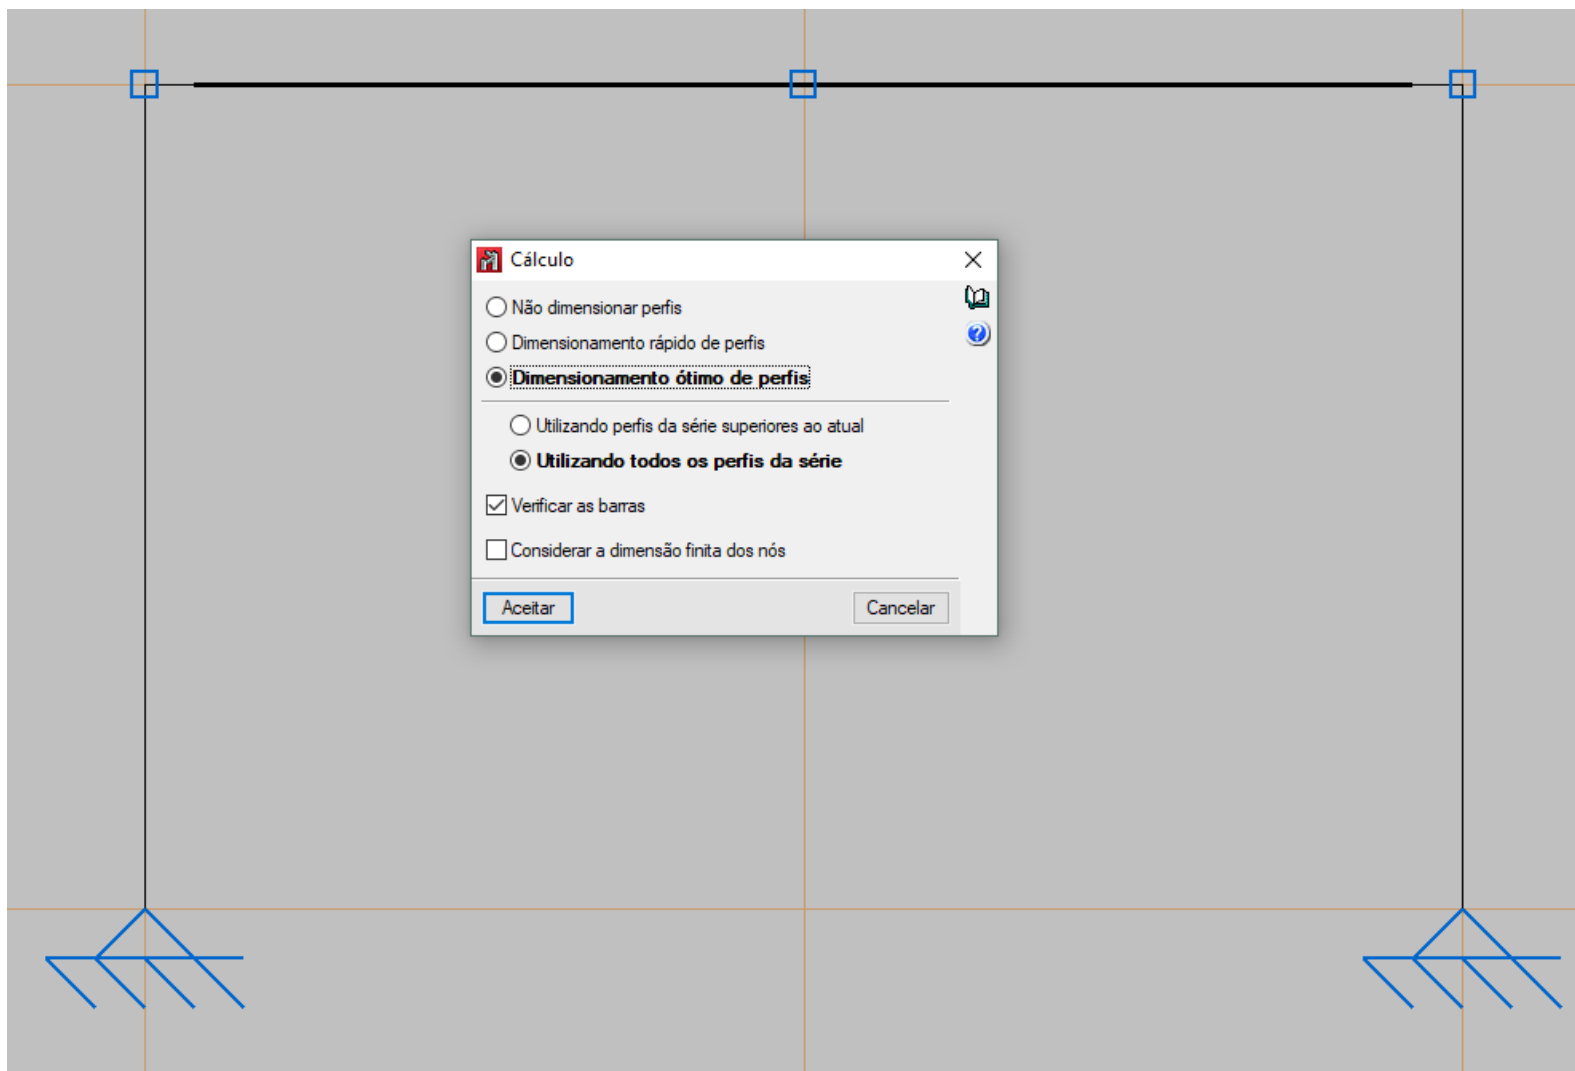 Cálculo
Não dimensionar perfis
Dimensionamento rápido de perfis
Dimensionamento ótimo de perfis
Utilizando perfis da série superiores ao atual
Utilizando todos os perfis da série
Verificar as barras
Considerar a dimensão finita dos nós
Aceitar
Cancelar